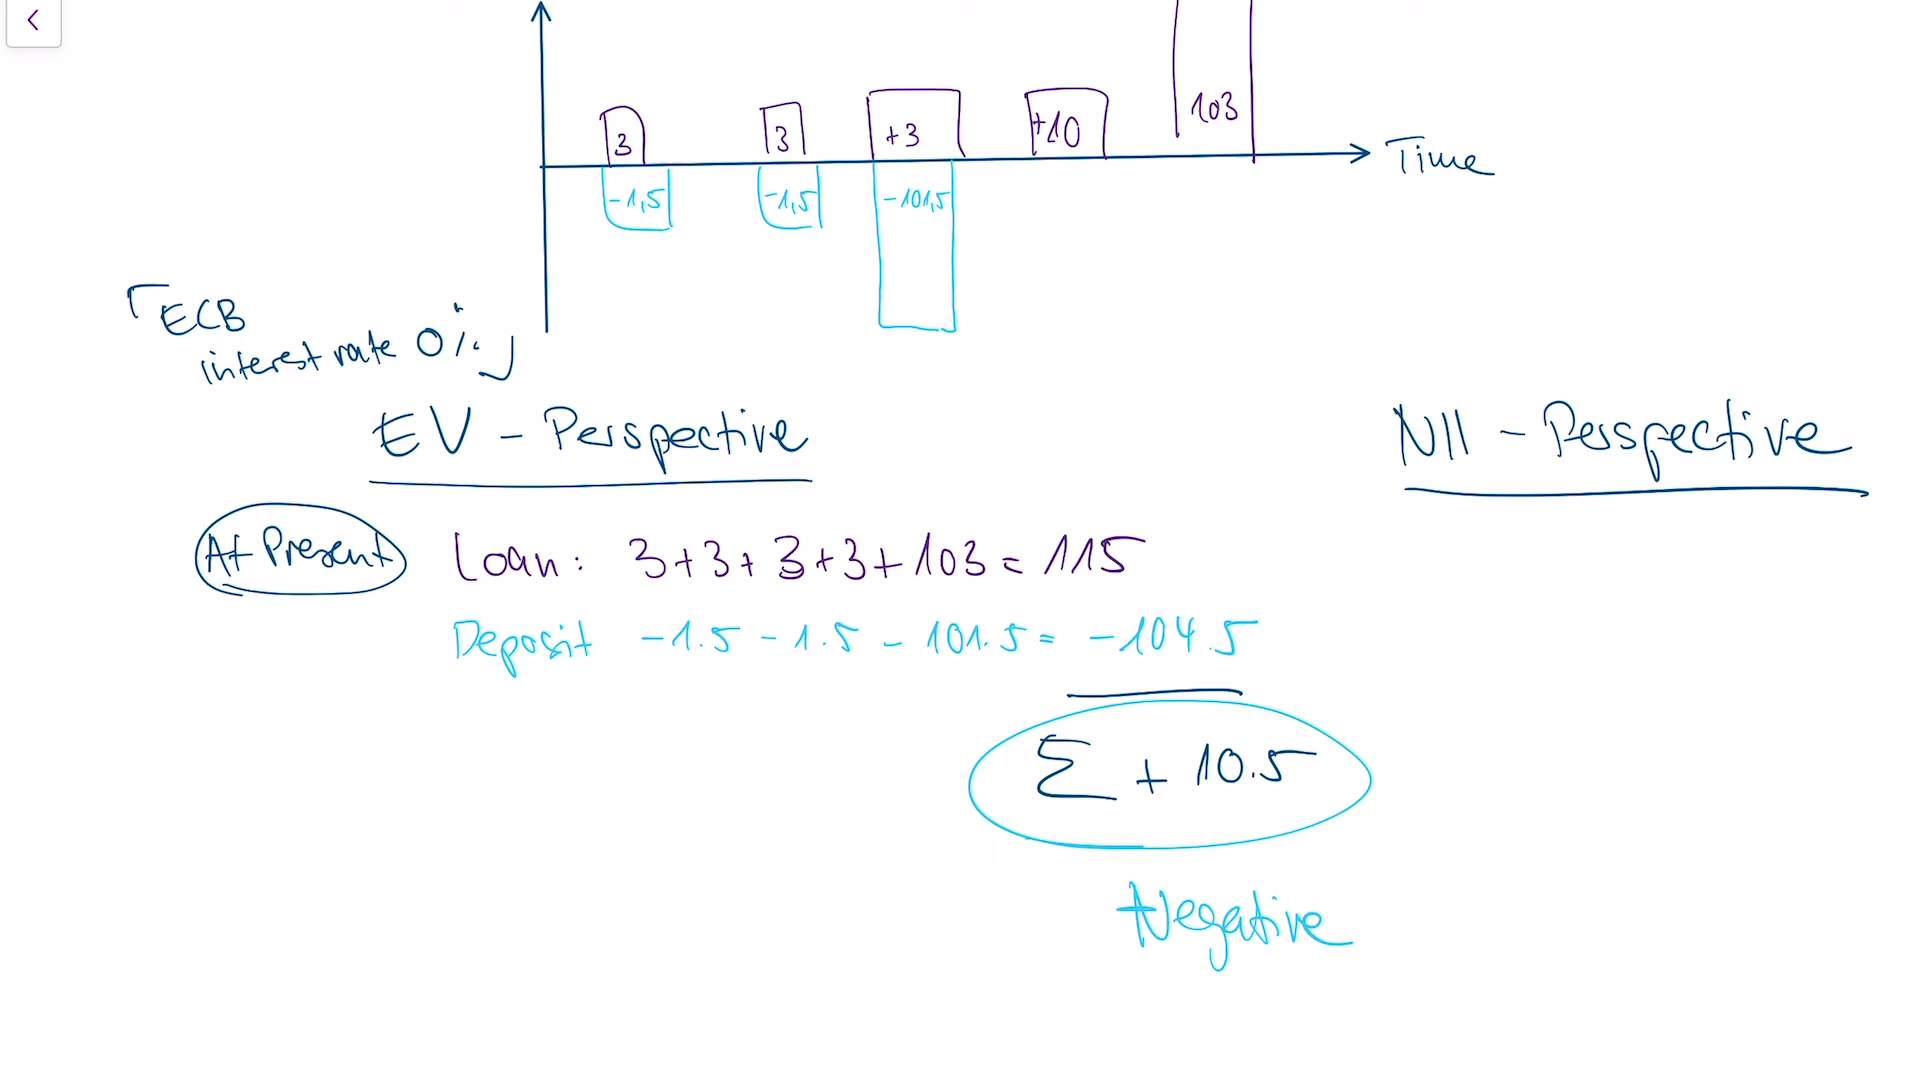 3 3 +3 +10 103
Time
-1,5 -1,5 -101,5
ECB
interest rate 0%
EV - Perspective
NII - Perspective
At Present
Loan: 3+3+3+3+103 = 115
Deposit -1.5 - 1.5 - 101.5 = -104.5
Σ + 10.5
Negative